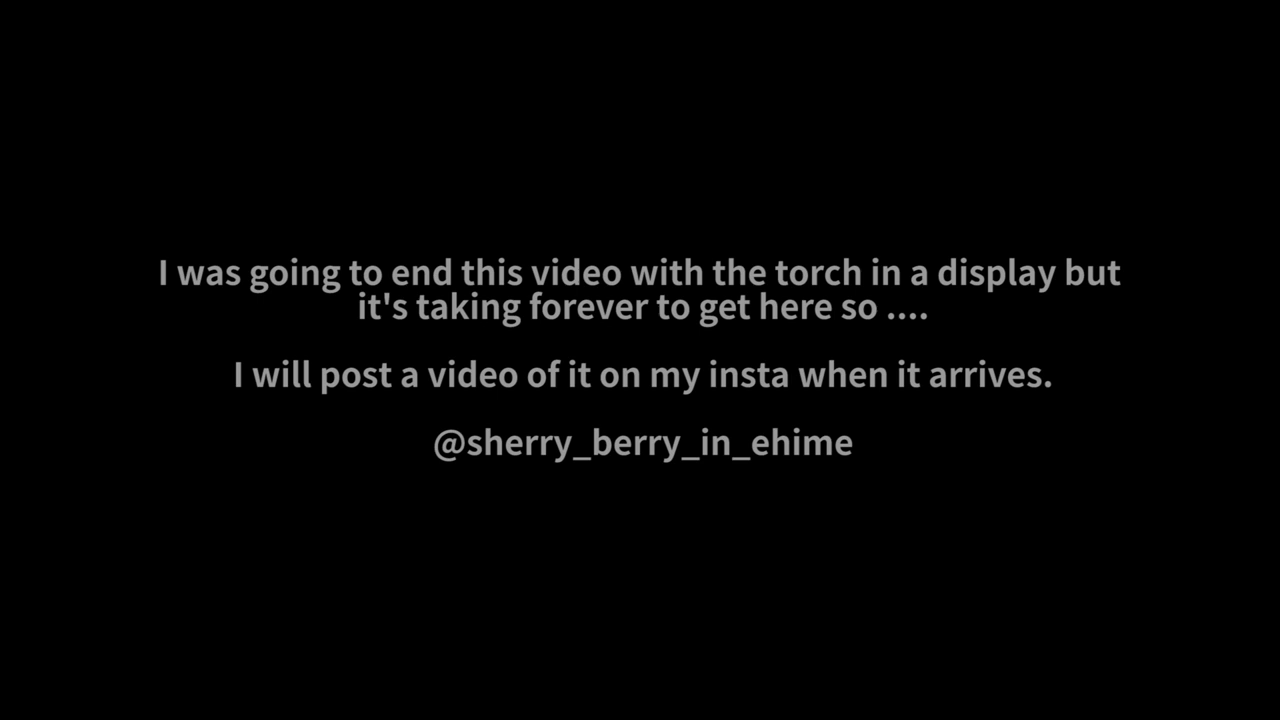 I was going to end this video with the torch in a display but
it's taking forever to get here so ....
I will post a video of it on my insta when it arrives.
@sherry_berry_in_ehime